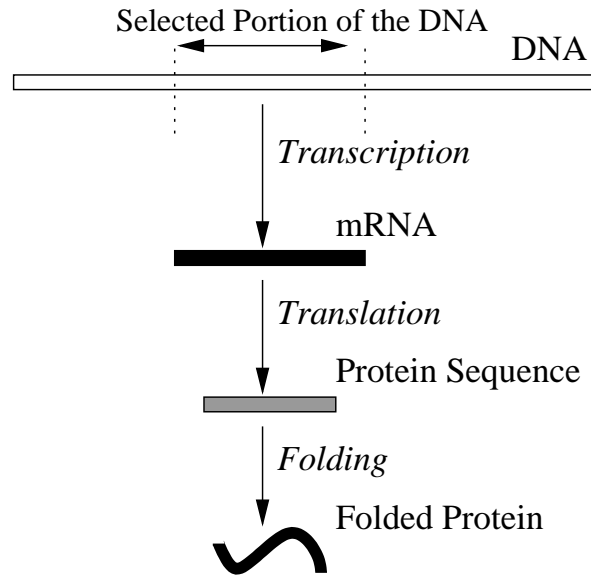 Selected Portion of the DNA
DNA
Transcription
mRNA
Translation
Protein Sequence
Folding
Folded Protein